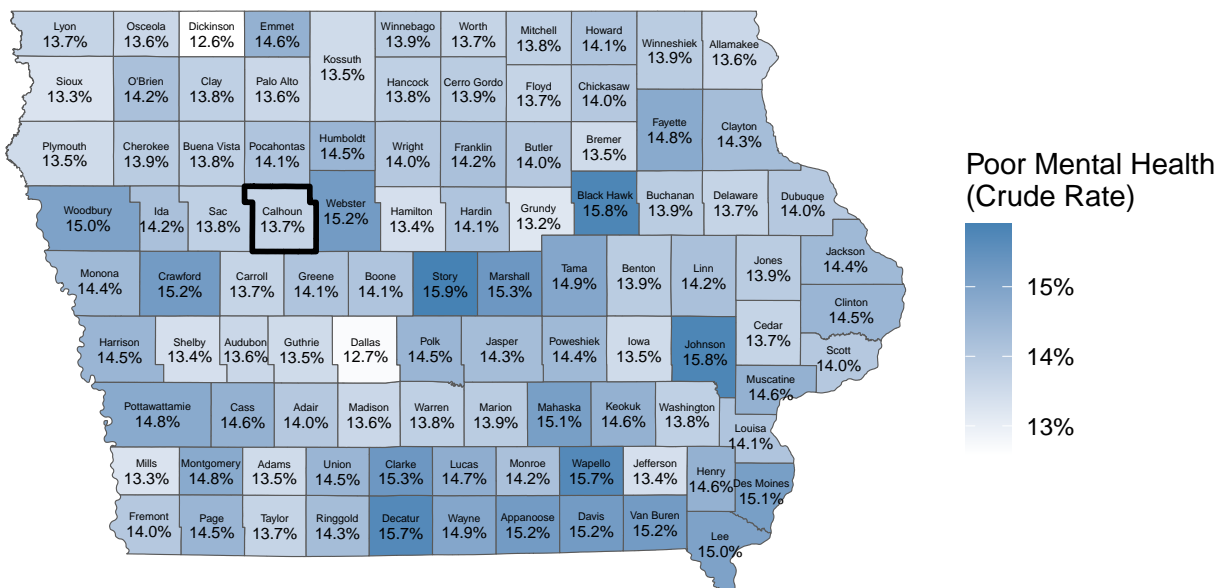 Lyon
13.7%
Osceola
13.6%
Dickinson
12.6%
Emmet
14.6%
Kossuth
13.5%
Winnebago
13.9%
Worth
13.7%
Mitchell
13.8%
Howard
14.1%
Winneshiek
13.9%
Allamakee
13.6%
Sioux
13.3%
O'Brien
14.2%
Clay
13.8%
Palo Alto
13.6%
Hancock
13.8%
Cerro Gordo
13.9%
Floyd
13.7%
Chickasaw
14.0%
Fayette
14.8%
Clayton
14.3%
Plymouth
13.5%
Cherokee
13.9%
Buena Vista
13.8%
Pocahontas
14.1%
Humboldt
14.5%
Wright
14.0%
Franklin
14.2%
Butler
14.0%
Bremer
13.5%
Woodbury
15.0%
Ida
14.2%
Sac
13.8%
Calhoun
13.7%
Webster
15.2%
Hamilton
13.4%
Hardin
14.1%
Grundy
13.2%
Black Hawk
15.8%
Buchanan
13.9%
Delaware
13.7%
Dubuque
14.0%
Monona
14.4%
Crawford
15.2%
Carroll
13.7%
Greene
14.1%
Boone
14.1%
Story
15.9%
Marshall
15.3%
Tama
14.9%
Benton
13.9%
Linn
14.2%
Jones
13.9%
Jackson
14.4%
Clinton
14.5%
Harrison
14.5%
Shelby
13.4%
Audubon
13.6%
Guthrie
13.5%
Dallas
12.7%
Polk
14.5%
Jasper
14.3%
Poweshiek
14.4%
Iowa
13.5%
Johnson
15.8%
Cedar
13.7%
Scott
14.0%
Muscatine
14.6%
Pottawattamie
14.8%
Cass
14.6%
Adair
14.0%
Madison
13.6%
Warren
13.8%
Marion
13.9%
Mahaska
15.1%
Keokuk
14.6%
Washington
13.8%
Louisa
14.1%
Mills
13.3%
Montgomery
14.8%
Adams
13.5%
Union
14.5%
Clarke
15.3%
Lucas
14.7%
Monroe
14.2%
Wapello
15.7%
Jefferson
13.4%
Henry
14.6%
Des Moines
15.1%
Fremont
14.0%
Page
14.5%
Taylor
13.7%
Ringgold
14.3%
Decatur
15.7%
Wayne
14.9%
Appanoose
15.2%
Davis
15.2%
Van Buren
15.2%
Lee
15.0%
Poor Mental Health
(Crude Rate)
15%
14%
13%